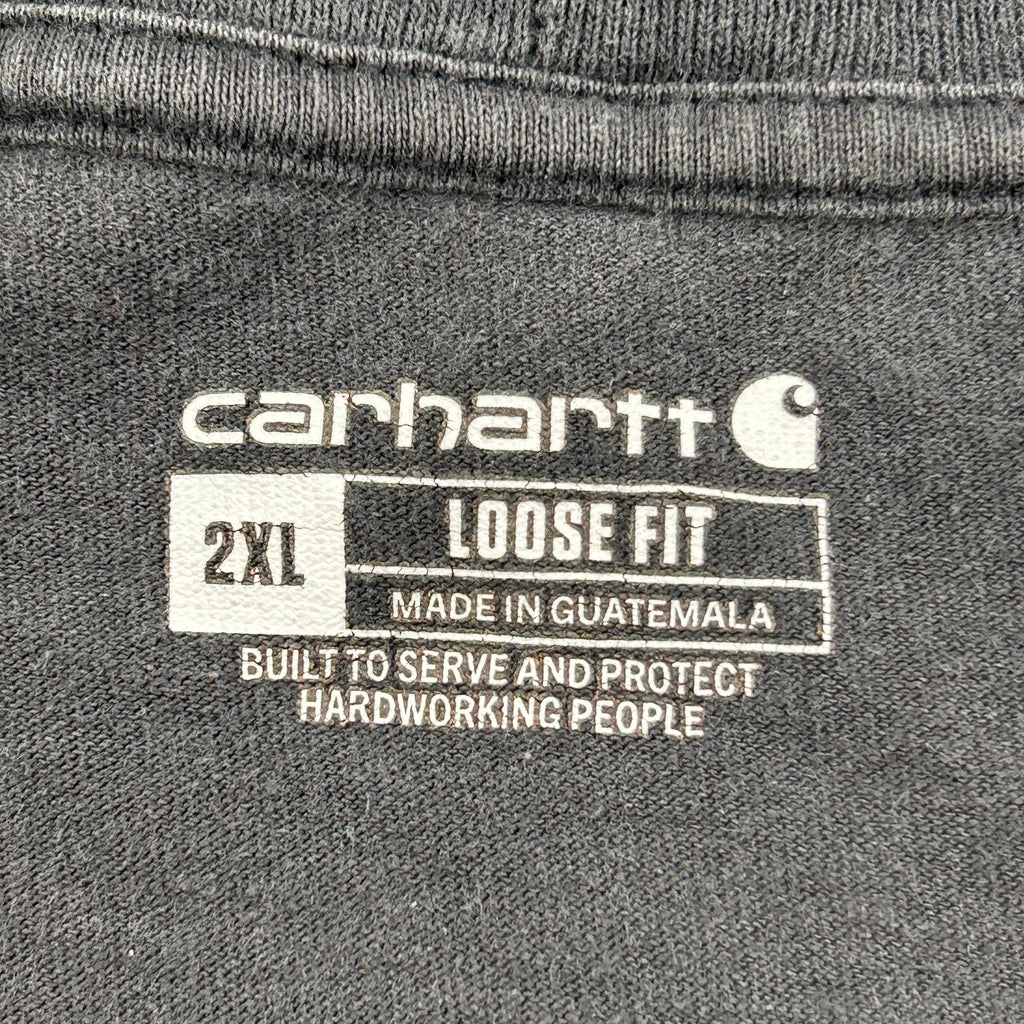 carhartt
2XL
LOOSE FIT
MADE IN GUATEMALA
BUILT TO SERVE AND PROTECT
HARDWORKING PEOPLE